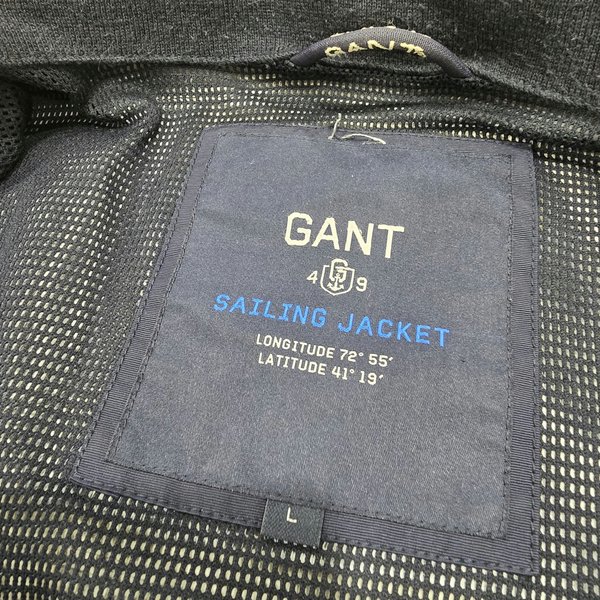 GANT
GANT
4 9
SAILING JACKET
LONGITUDE 72° 55′
LATITUDE 41° 19′
L